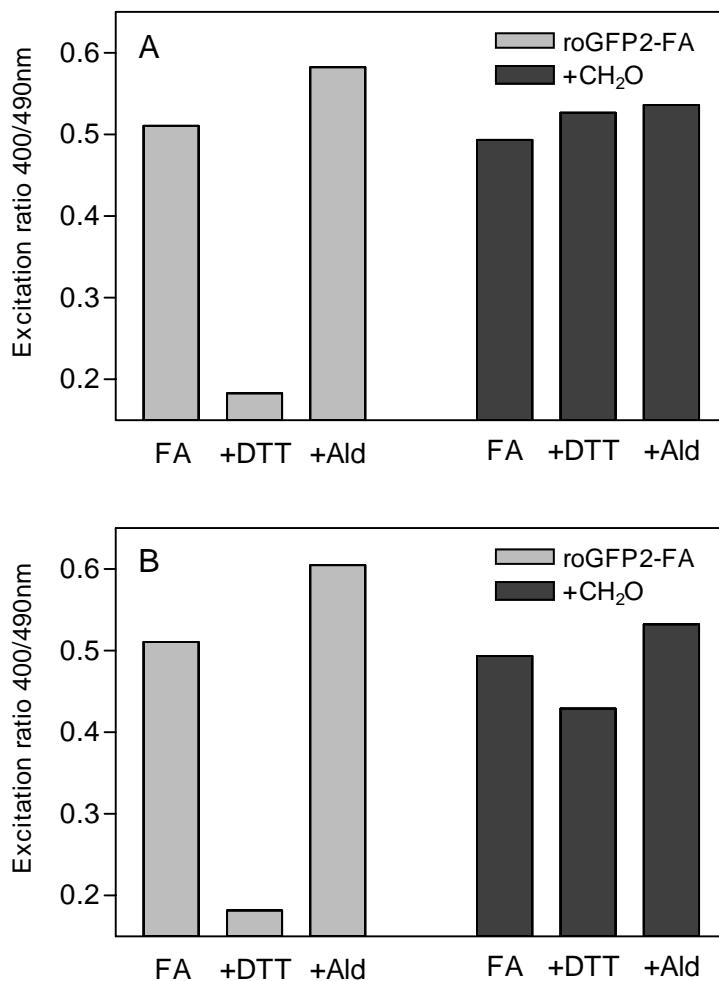 A
roGFP2-FA
+CH₂O
Excitation ratio 400/490nm
0.6
0.5
0.4
0.3
0.2
FA +DTT +Ald FA +DTT +Ald
B
roGFP2-FA
+CH₂O
Excitation ratio 400/490nm
0.6
0.5
0.4
0.3
0.2
FA +DTT +Ald FA +DTT +Ald